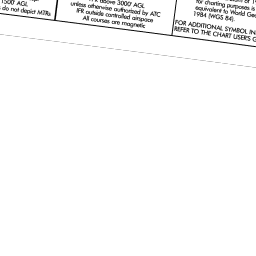 1500' AGL
do not depict MTRs
above 3000' AGL
unless otherwise authorized by ATC
IFR outside controlled airspace
All courses are magnetic
for charting purposes is
equivalent to World Geo
1984 (WGS 84).
FOR ADDITIONAL SYMBOL IN
REFER TO THE CHART USER'S G